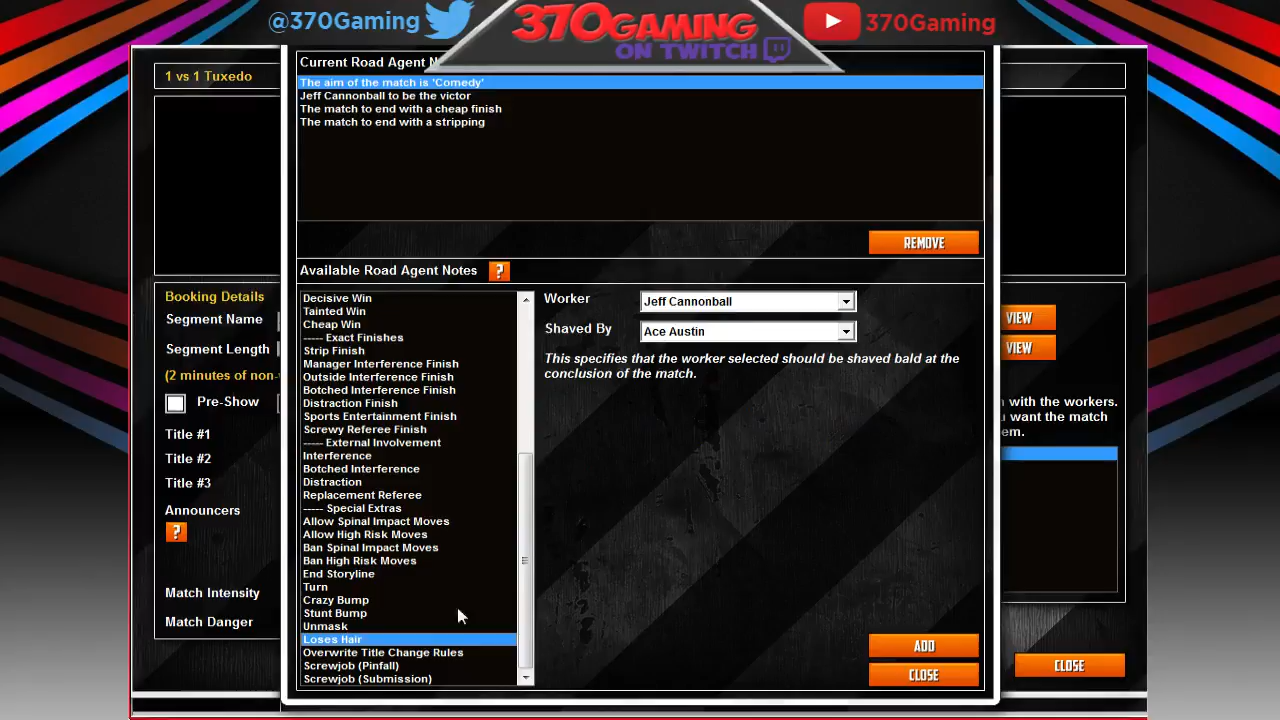 @370Gaming
370GAMING
ON TWITCH
370Gaming
1 vs 1 Tuxedo
Current Road Agent N
The aim of the match is 'Comedy'
Jeff Cannonball to be the victor
The match to end with a cheap finish
The match to end with a stripping
REMOVE
Available Road Agent Notes ?
Decisive Win
Tainted Win
Cheap Win
----- Exact Finishes
Strip Finish
Manager Interference Finish
Outside Interference Finish
Botched Interference Finish
Distraction Finish
Sports Entertainment Finish
Screwy Referee Finish
----- External Involvement
Interference
Botched Interference
Distraction
Replacement Referee
----- Special Extras
Allow Spinal Impact Moves
Allow High Risk Moves
Ban Spinal Impact Moves
Ban High Risk Moves
End Storyline
Turn
Crazy Bump
Stunt Bump
Unmask
Loses Hair
Overwrite Title Change Rules
Screwjob (Pinfall)
Screwjob (Submission)
Worker Jeff Cannonball
Shaved By Ace Austin
This specifies that the worker selected should be shaved bald at the
conclusion of the match.
ADD
CLOSE
Booking Details
Segment Name
Segment Length
(2 minutes of non-
Pre-Show
Title #1
Title #2
Title #3
Announcers
?
Match Intensity
Match Danger
VIEW
VIEW
with the workers.
u want the match
em.
CLOSE